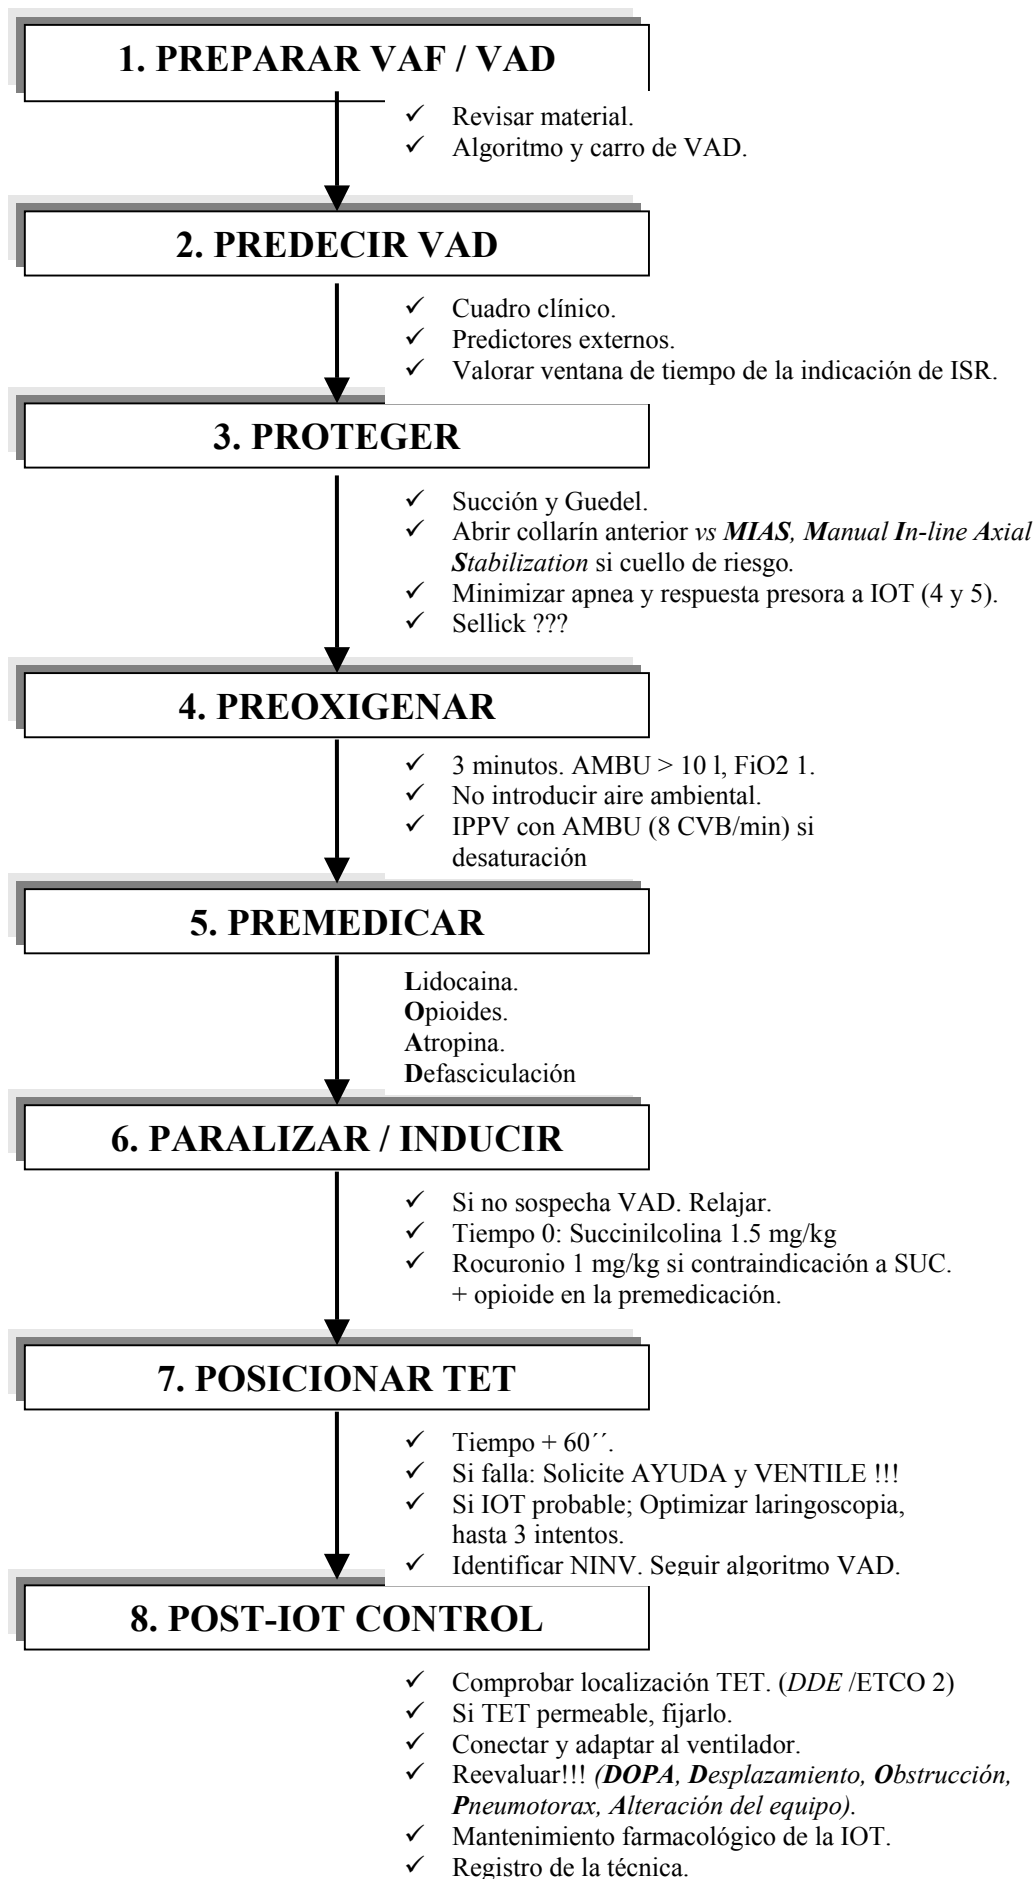 1. PREPARAR VAF / VAD
✓ Revisar material.
✓ Algoritmo y carro de VAD.
2. PREDECIR VAD
✓ Cuadro clínico.
✓ Predictores externos.
✓ Valorar ventana de tiempo de la indicación de ISR.
3. PROTEGER
✓ Succión y Guedel.
✓ Abrir collarín anterior vs MIAS, Manual In-line Axial
Stabilization si cuello de riesgo.
✓ Minimizar apnea y respuesta presora a IOT (4 y 5).
✓ Sellick ???
4. PREOXIGENAR
✓ 3 minutos. AMBU > 10 l, FiO2 1.
✓ No introducir aire ambiental.
✓ IPPV con AMBU (8 CVB/min) si
desaturación
5. PREMEDICAR
Lidocaina.
Opioides.
Atropina.
Defasciculación
6. PARALIZAR / INDUCIR
✓ Si no sospecha VAD. Relajar.
✓ Tiempo 0: Succinilcolina 1.5 mg/kg
✓ Rocuronio 1 mg/kg si contraindicación a SUC.
+ opioide en la premedicación.
7. POSICIONAR TET
✓ Tiempo + 60´´.
✓ Si falla: Solicite AYUDA y VENTILE !!!
✓ Si IOT probable; Optimizar laringoscopia,
hasta 3 intentos.
✓ Identificar NINV. Seguir algoritmo VAD.
8. POST-IOT CONTROL
✓ Comprobar localización TET. (DDE /ETCO 2)
✓ Si TET permeable, fijarlo.
✓ Conectar y adaptar al ventilador.
✓ Reevaluar!!! (DOPA, Desplazamiento, Obstrucción,
Pneumotorax, Alteración del equipo).
✓ Mantenimiento farmacológico de la IOT.
✓ Registro de la técnica.